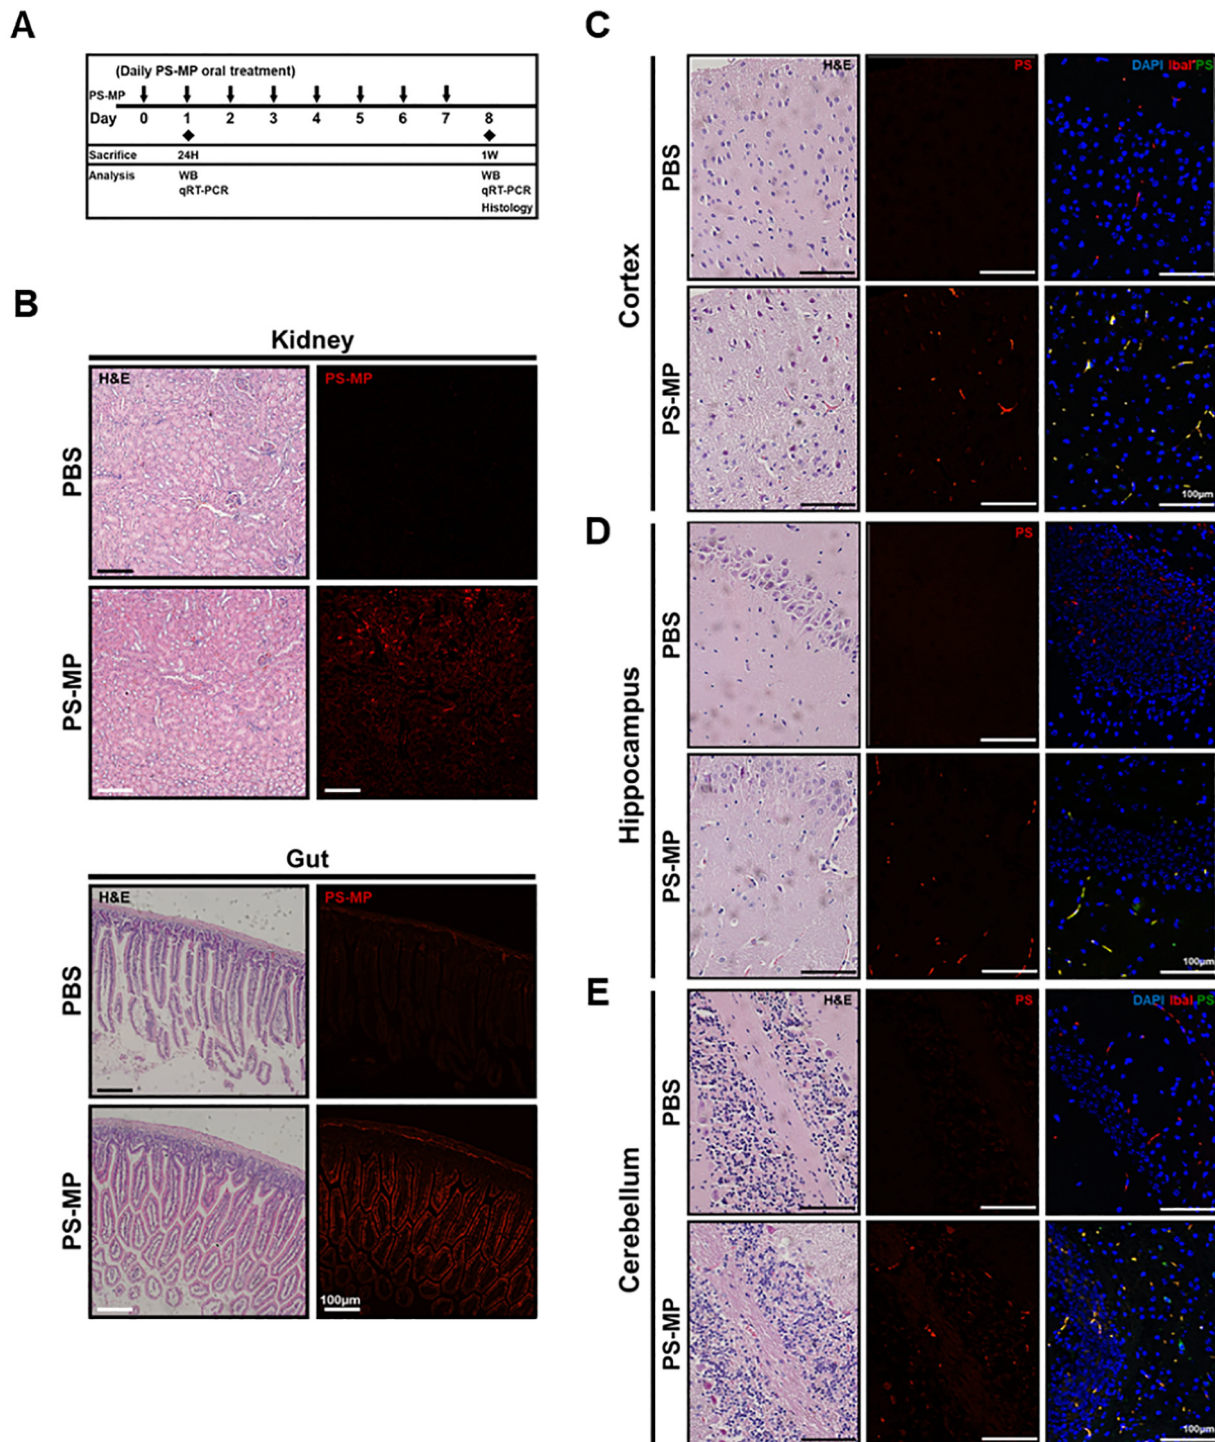 A
(Daily PS-MP oral treatment)
PS-MP
Day 0 1 2 3 4 5 6 7 8
Sacrifice 24H 1W
Analysis WB WB
qRT-PCR qRT-PCR
Histology
B
Kidney
PBS
H&E
PS-MP
PS-MP
Gut
PBS
H&E
PS-MP
PS-MP
100μm
C
Cortex
PBS
H&E
PS
DAPI Ibal PS
PS-MP
100μm
D
Hippocampus
PBS
PS
PS-MP
100μm
E
Cerebellum
PBS
H&E
PS
DAPI Ibal PS
PS-MP
100μm